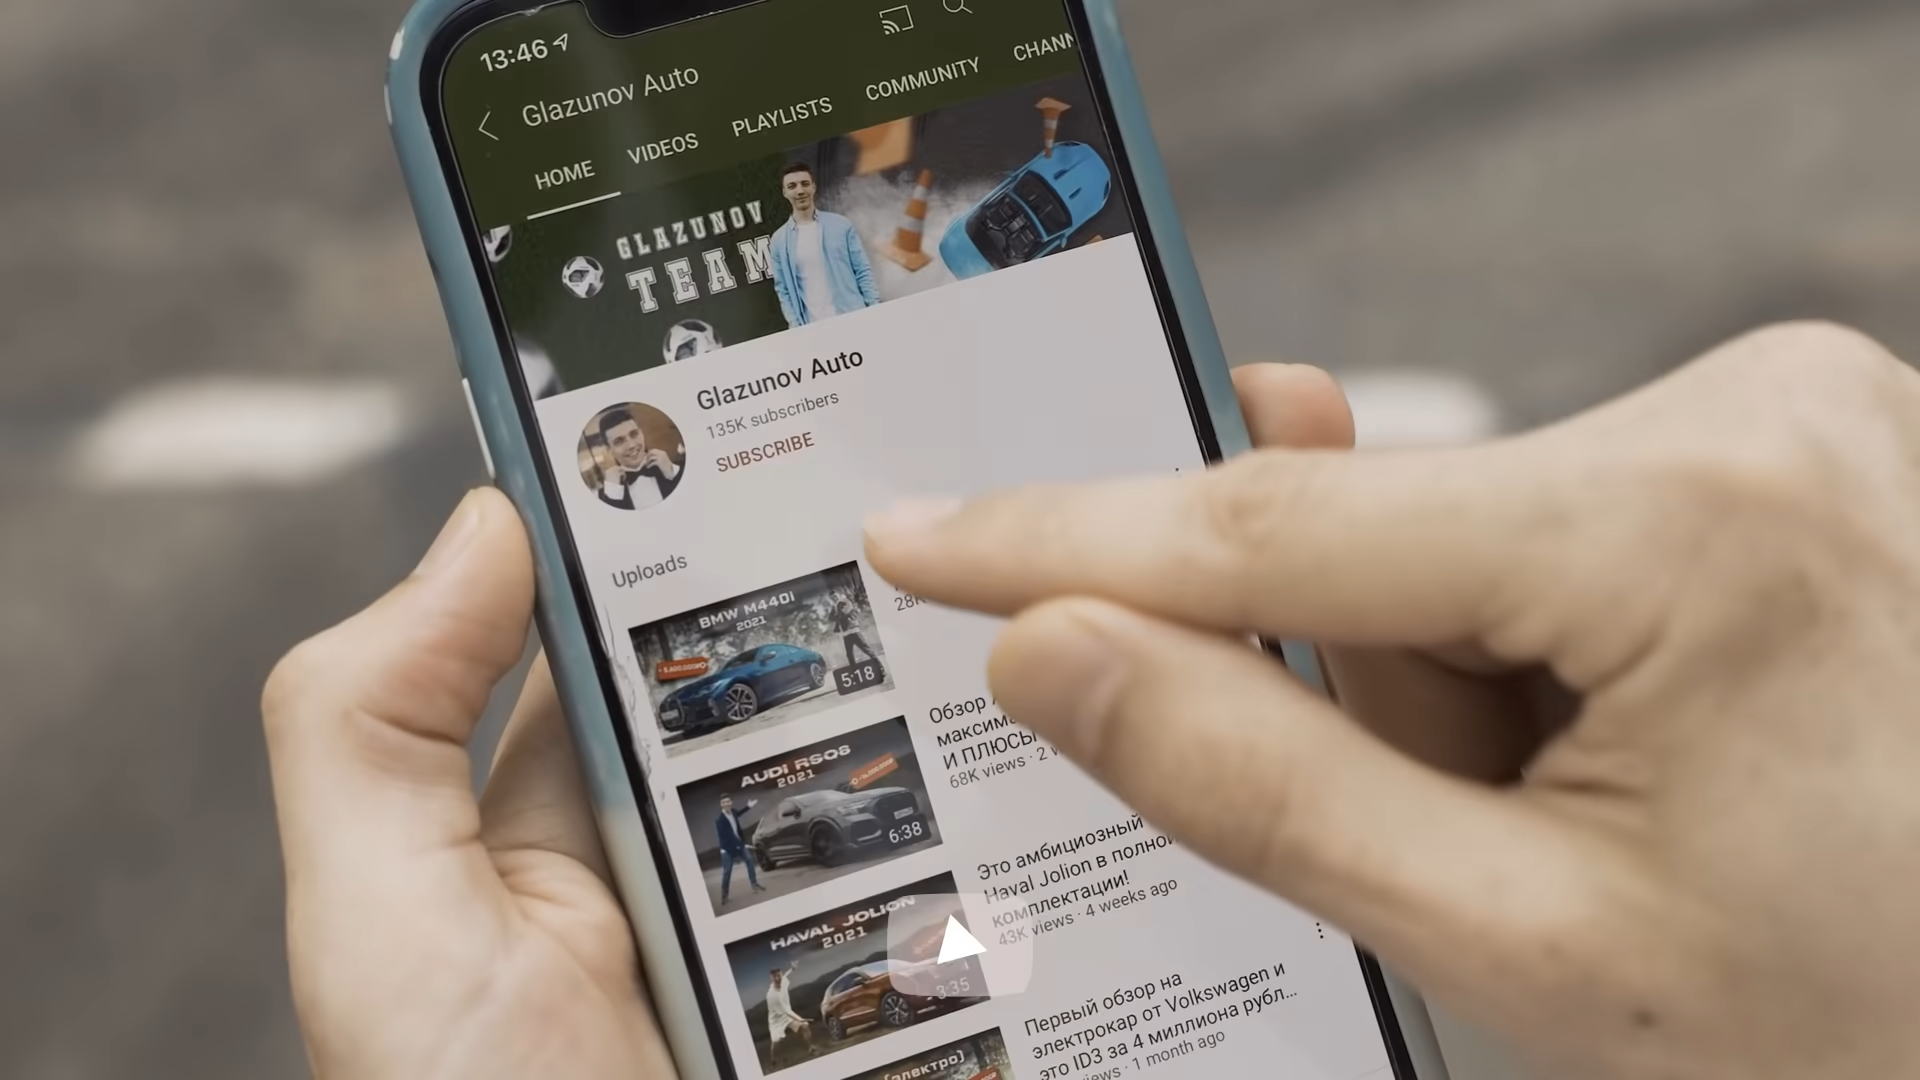 13:46
Glazunov Auto
HOME VIDEOS PLAYLISTS COMMUNITY CHANN
GLAZUNOV
TEAM
Glazunov Auto
135K subscribers
SUBSCRIBE
Uploads
BMW M440I
2021
5:18
28K
AUDI RSQ8
2021
6:38
Обзор
И ПЛЮСЫ
68K views · 2
HAVAL JOLION
2021
3:35
Это амбициозный
Haval Jolion в полной
комплектации!
43K views · 4 weeks ago
Первый обзор на
электрокар от Volkswagen и
это ID3 за 4 миллиона рубл...
views · 1 month ago